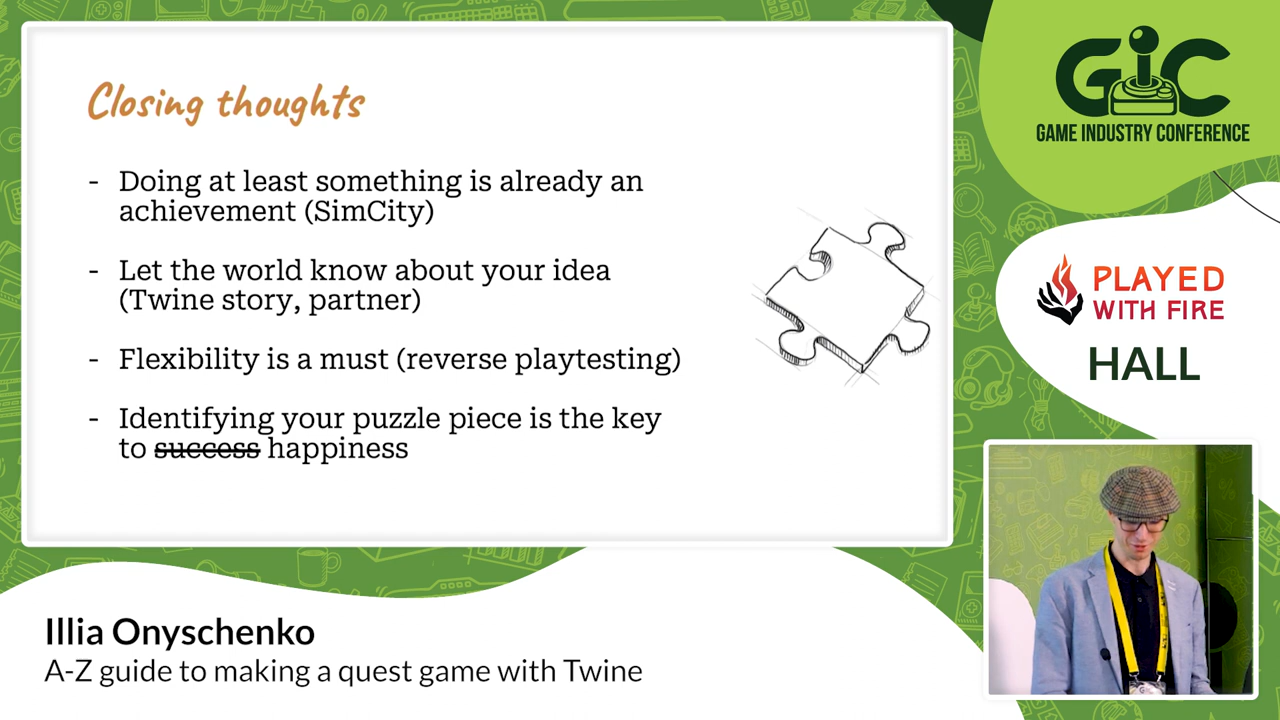 Closing thoughts
- Doing at least something is already an
achievement (SimCity)
- Let the world know about your idea
(Twine story, partner)
- Flexibility is a must (reverse playtesting)
- Identifying your puzzle piece is the key
to success happiness
GIC
GAME INDUSTRY CONFERENCE
PLAYED
WITH FIRE
HALL
Illia Onyschenko
A-Z guide to making a quest game with Twine